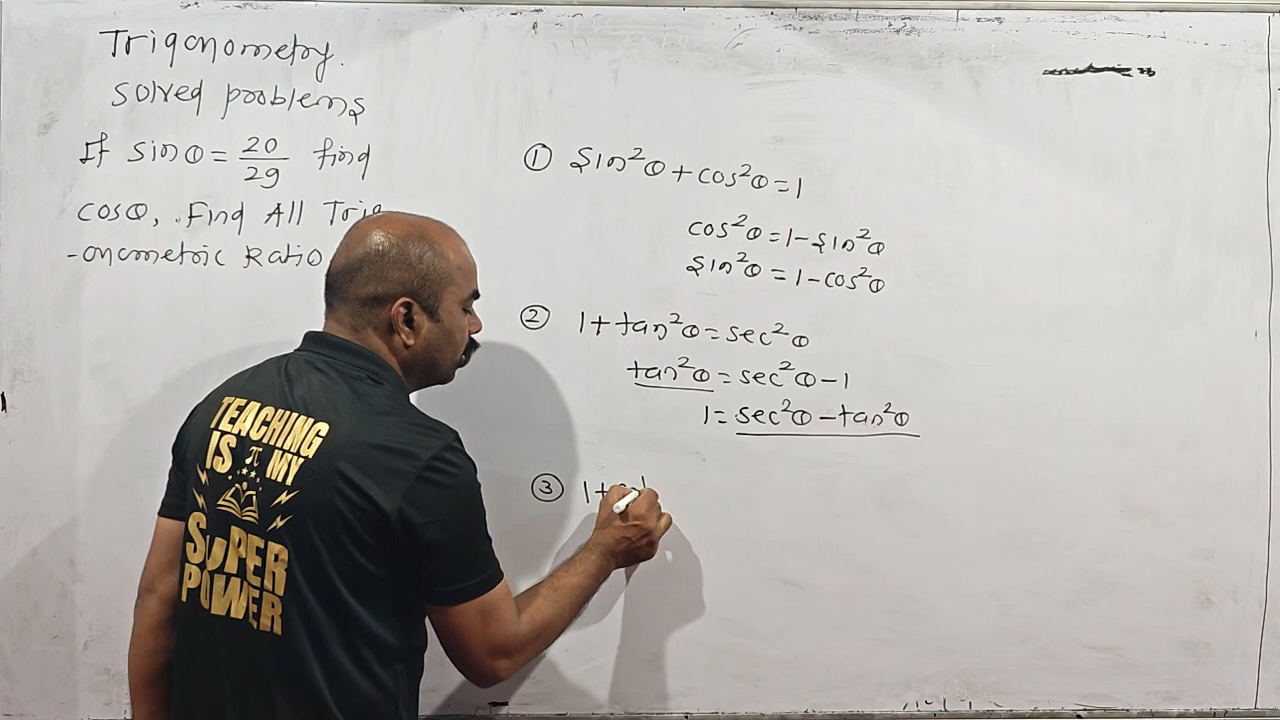 Trigonometry.
solved problems
If sinθ = 20/29 find
cosθ, . Find All Trig
-onometric Ratio
① sin²θ + cos²θ = 1
cos²θ = 1 - sin²θ
sin²θ = 1 - cos²θ
② 1 + tan²θ = sec²θ
tan²θ = sec²θ - 1
1 = sec²θ - tan²θ
③ 1 +
TEACHING
IS π MY
SUPER
POWER